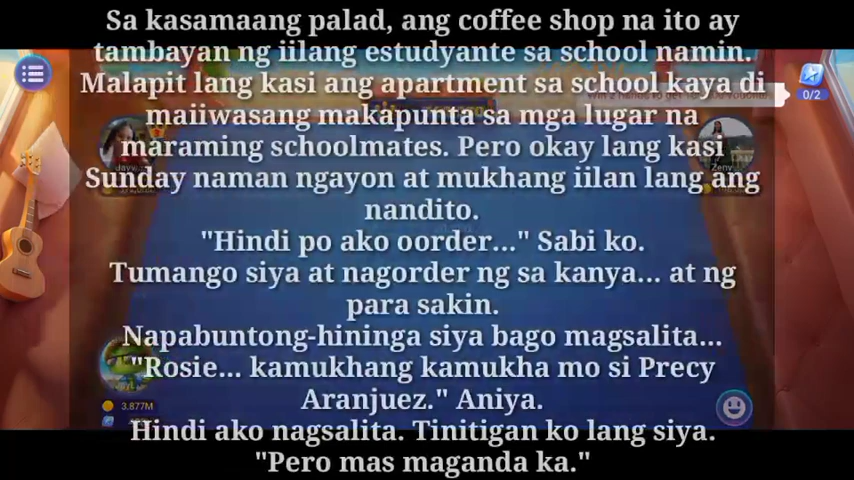 Sa kasamaang palad, ang coffee shop na ito ay
tambayan ng iilang estudyante sa school namin.
Malapit lang kasi ang apartment sa school kaya di
0/2
maiiwasang makapunta sa mga lugar na
maraming schoolmates. Pero okay lang kasi
Sunday naman ngayon at mukhang iilan lang ang
nandito.
"Hindi po ako oorder..." Sabi ko.
Tumango siya at nagorder ng sa kanya... at ng
para sakin.
Napabuntong-hininga siya bago magsalita...
"Rosie... kamukhang kamukha mo si Precy
Aranjuez." Aniya.
3.877M
Hindi ako nagsalita. Tinitigan ko lang siya.
"Pero mas maganda ka."